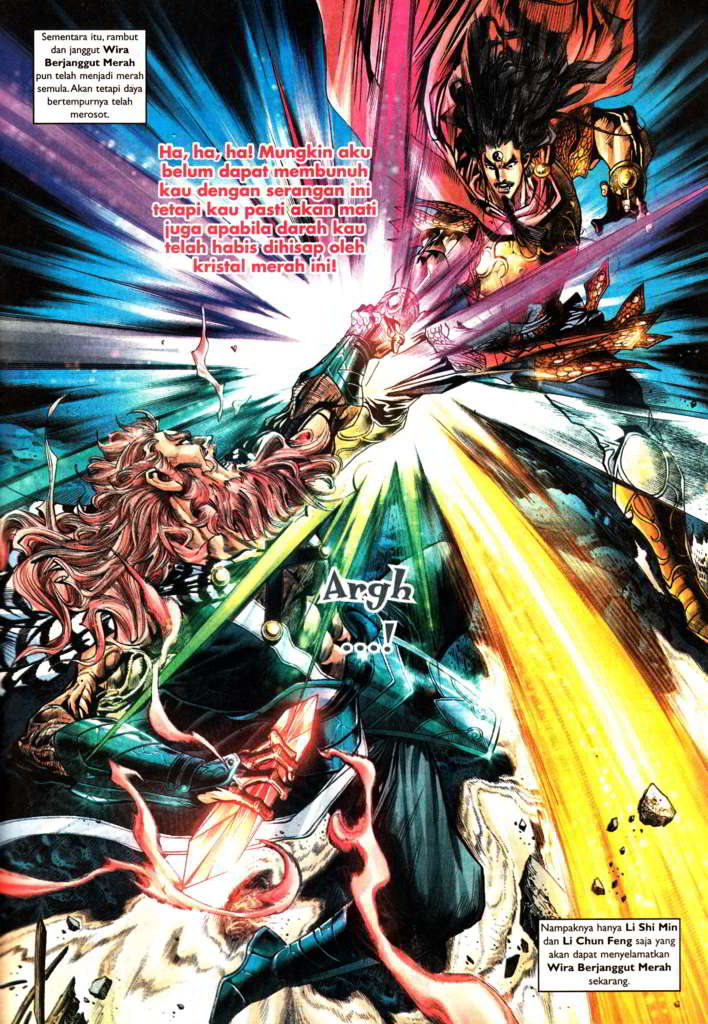 Sementara itu, rambut
dan janggut Wira
Berjanggut Merah
pun telah menjadi merah
semula. Akan tetapi daya
bertempurnya telah
merosot.
Ha, ha, ha! Mungkin aku
belum dapat membunuh
kau dengan serangan ini
tetapi kau pasti akan mati
juga apabila darah kau
telah habis dihisap oleh
kristal merah ini!
Argh
...!
Nampaknya hanya Li Shi Min
dan Li Chun Feng saja yang
akan dapat menyelamatkan
Wira Berjanggut Merah
sekarang.